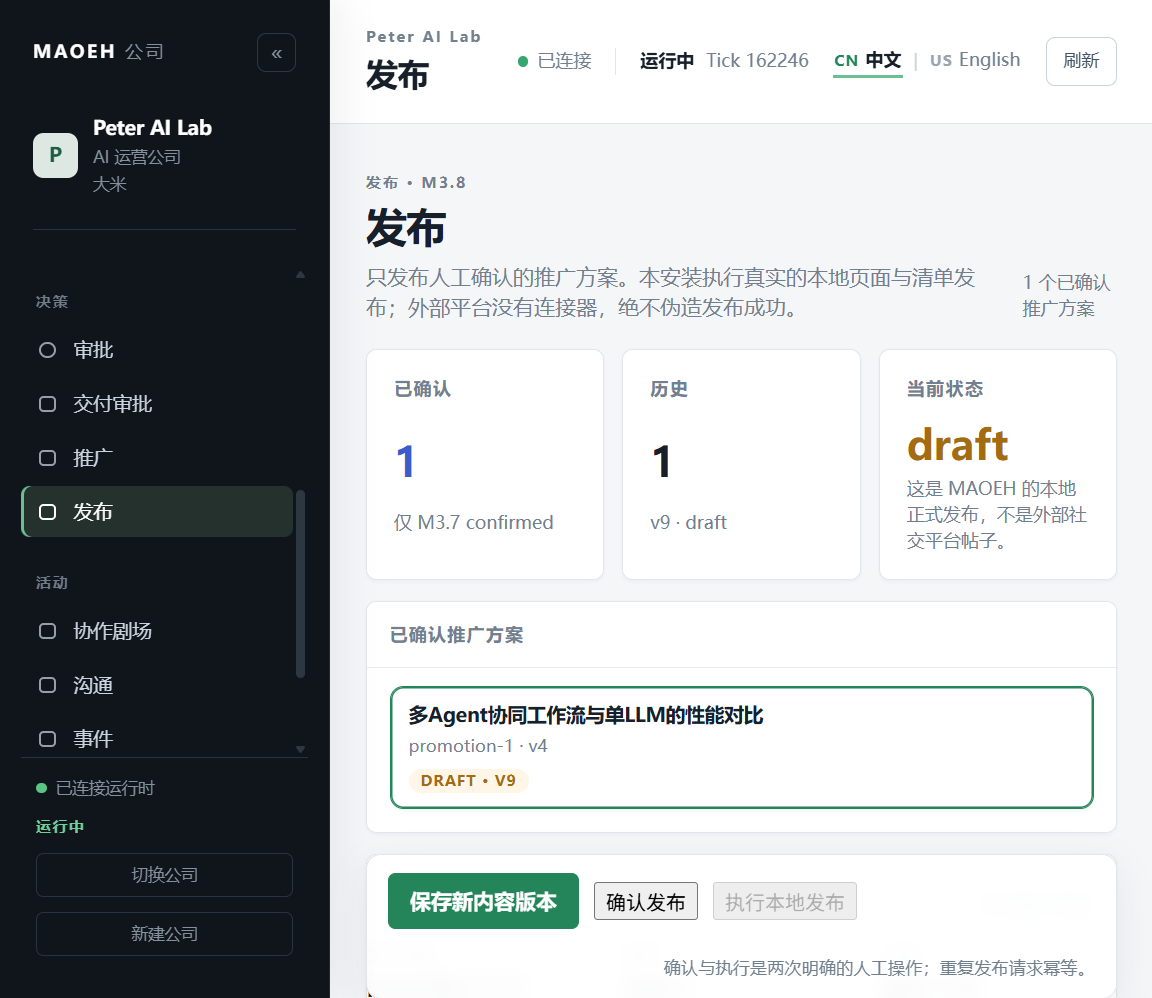 MAOEH 公司
«
P
Peter AI Lab
AI 运营公司
大米
决策
审批
交付审批
推广
发布
活动
协作剧场
沟通
事件
已连接运行时
运行中
切换公司
新建公司
Peter AI Lab
发布
已连接
运行中 Tick 162246
CN 中文 | US English
刷新
发布 • M3.8
发布
只发布人工确认的推广方案。本安装执行真实的本地页面与清单发
布；外部平台没有连接器，绝不伪造发布成功。
1 个已确认
推广方案
已确认
1
仅 M3.7 confirmed
历史
1
v9 · draft
当前状态
draft
这是 MAOEH 的本地
正式发布，不是外部社
交平台帖子。
已确认推广方案
多Agent协同工作流与单LLM的性能对比
promotion-1 · v4
DRAFT • V9
保存新内容版本
确认发布
执行本地发布
确认与执行是两次明确的人工操作；重复发布请求幂等。